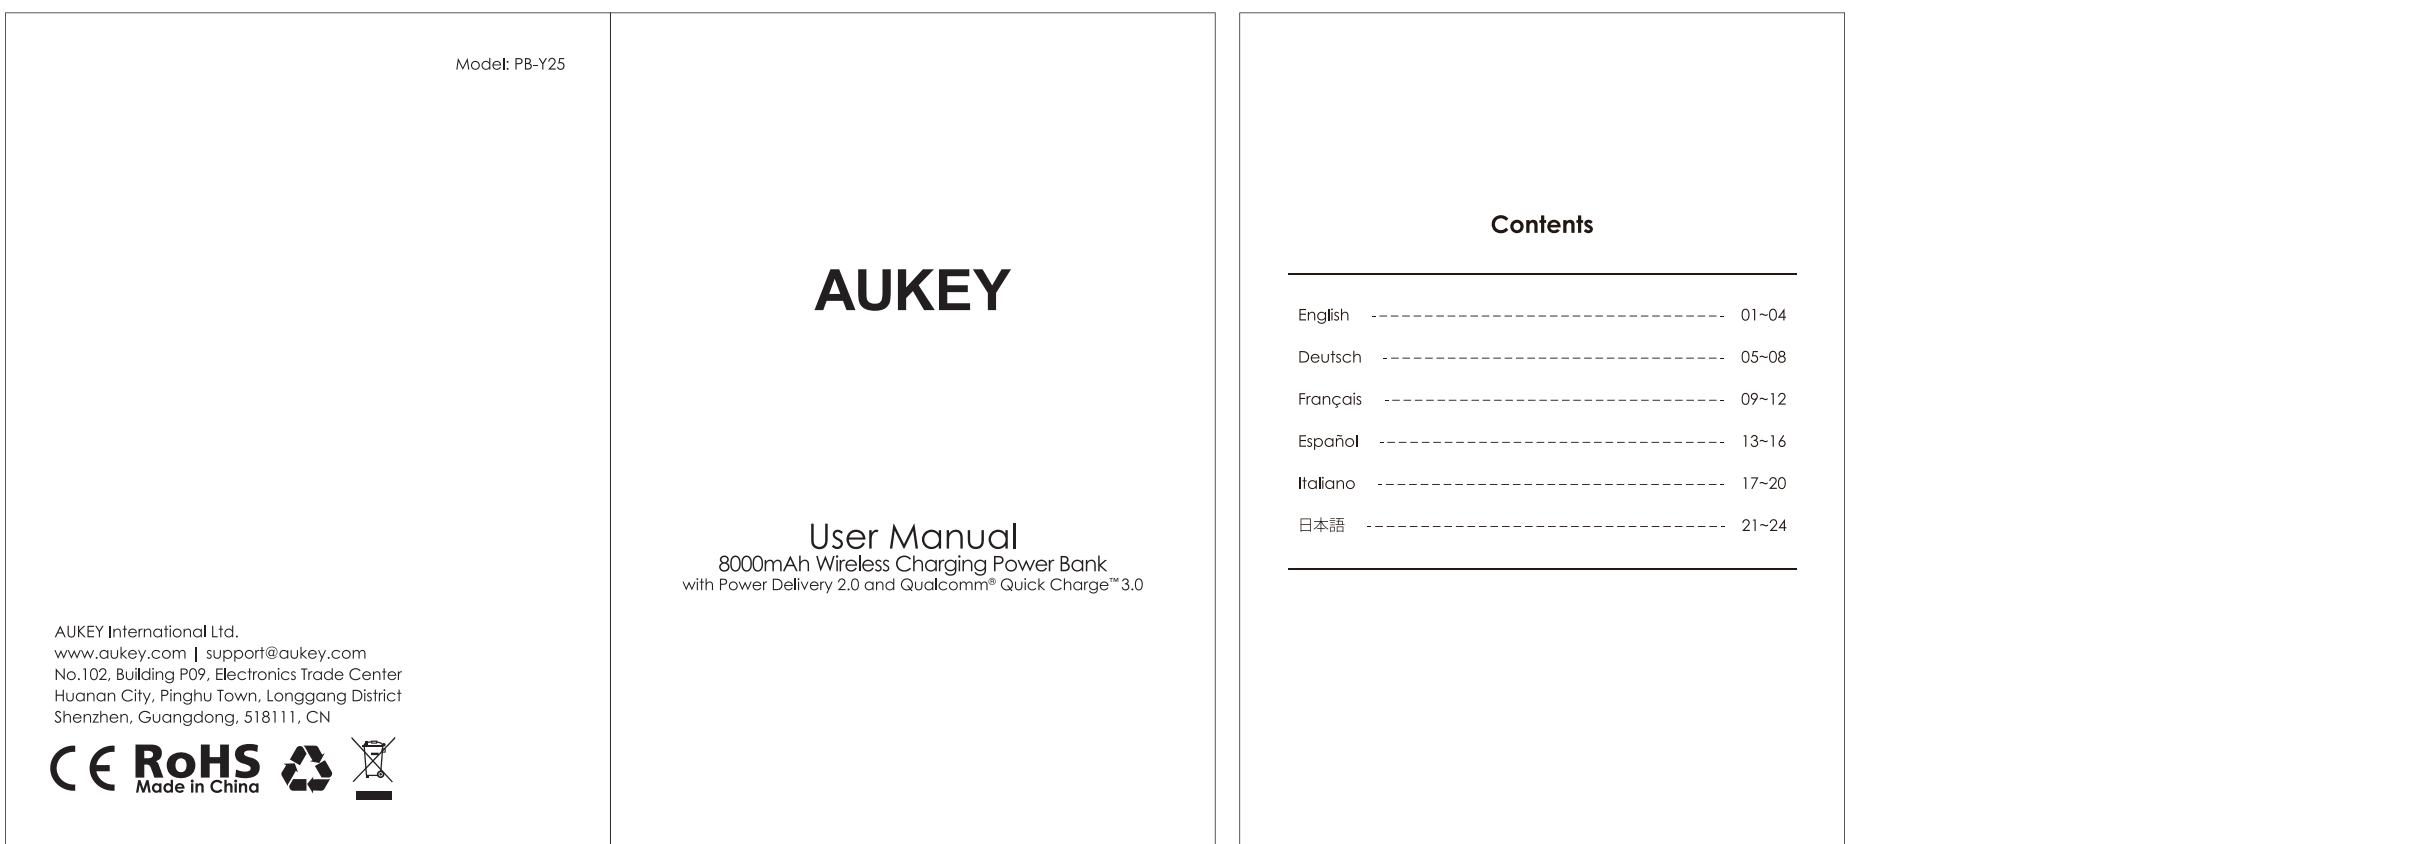 Model: PB-Y25
AUKEY International Ltd.
www.aukey.com | support@aukey.com
No.102, Building P09, Electronics Trade Center
Huanan City, Pinghu Town, Longgang District
Shenzhen, Guangdong, 518111, CN
CE RoHS
Made in China
AUKEY
User Manual
8000mAh Wireless Charging Power Bank
with Power Delivery 2.0 and Qualcomm® Quick Charge™ 3.0
Contents
English 01~04
Deutsch 05~08
Français 09~12
Español 13~16
Italiano 17~20
日本語 21~24